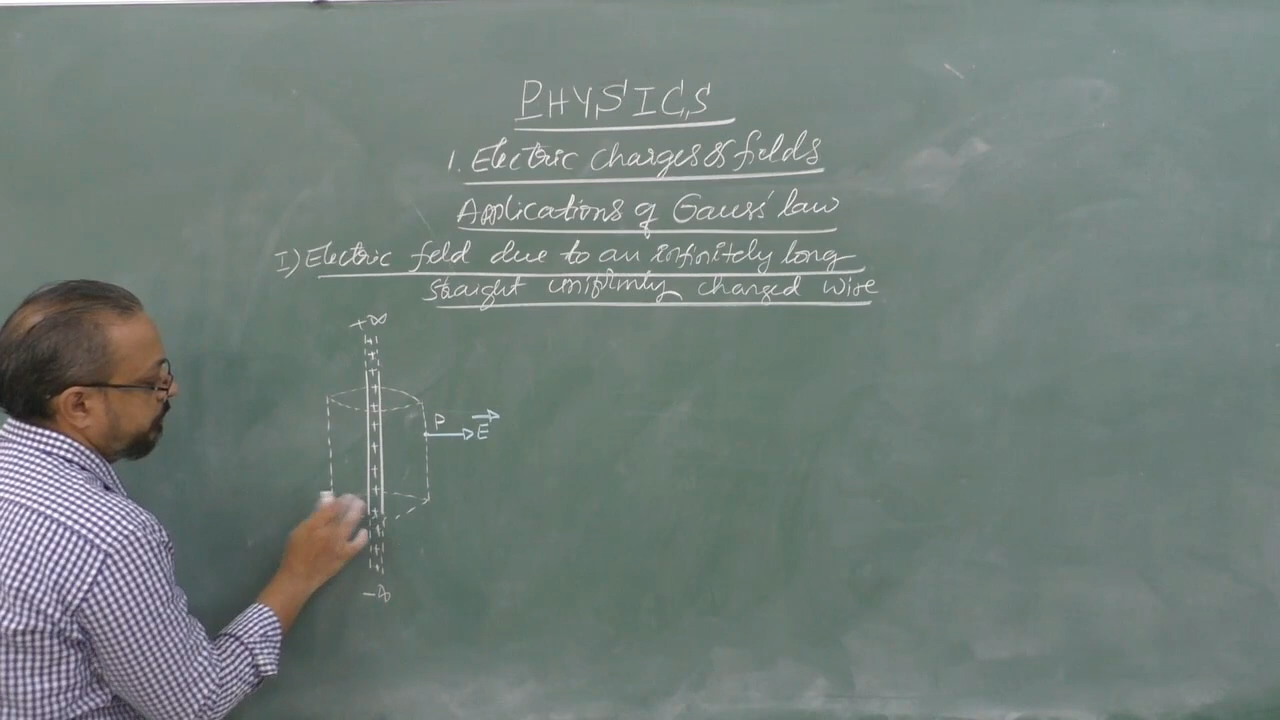 PHYSICS
1. Electric charges & fields
Applications of Gauss' law
I) Electric field due to an infinitely long
straight uniformly charged wire
+∞
P
E
-∞